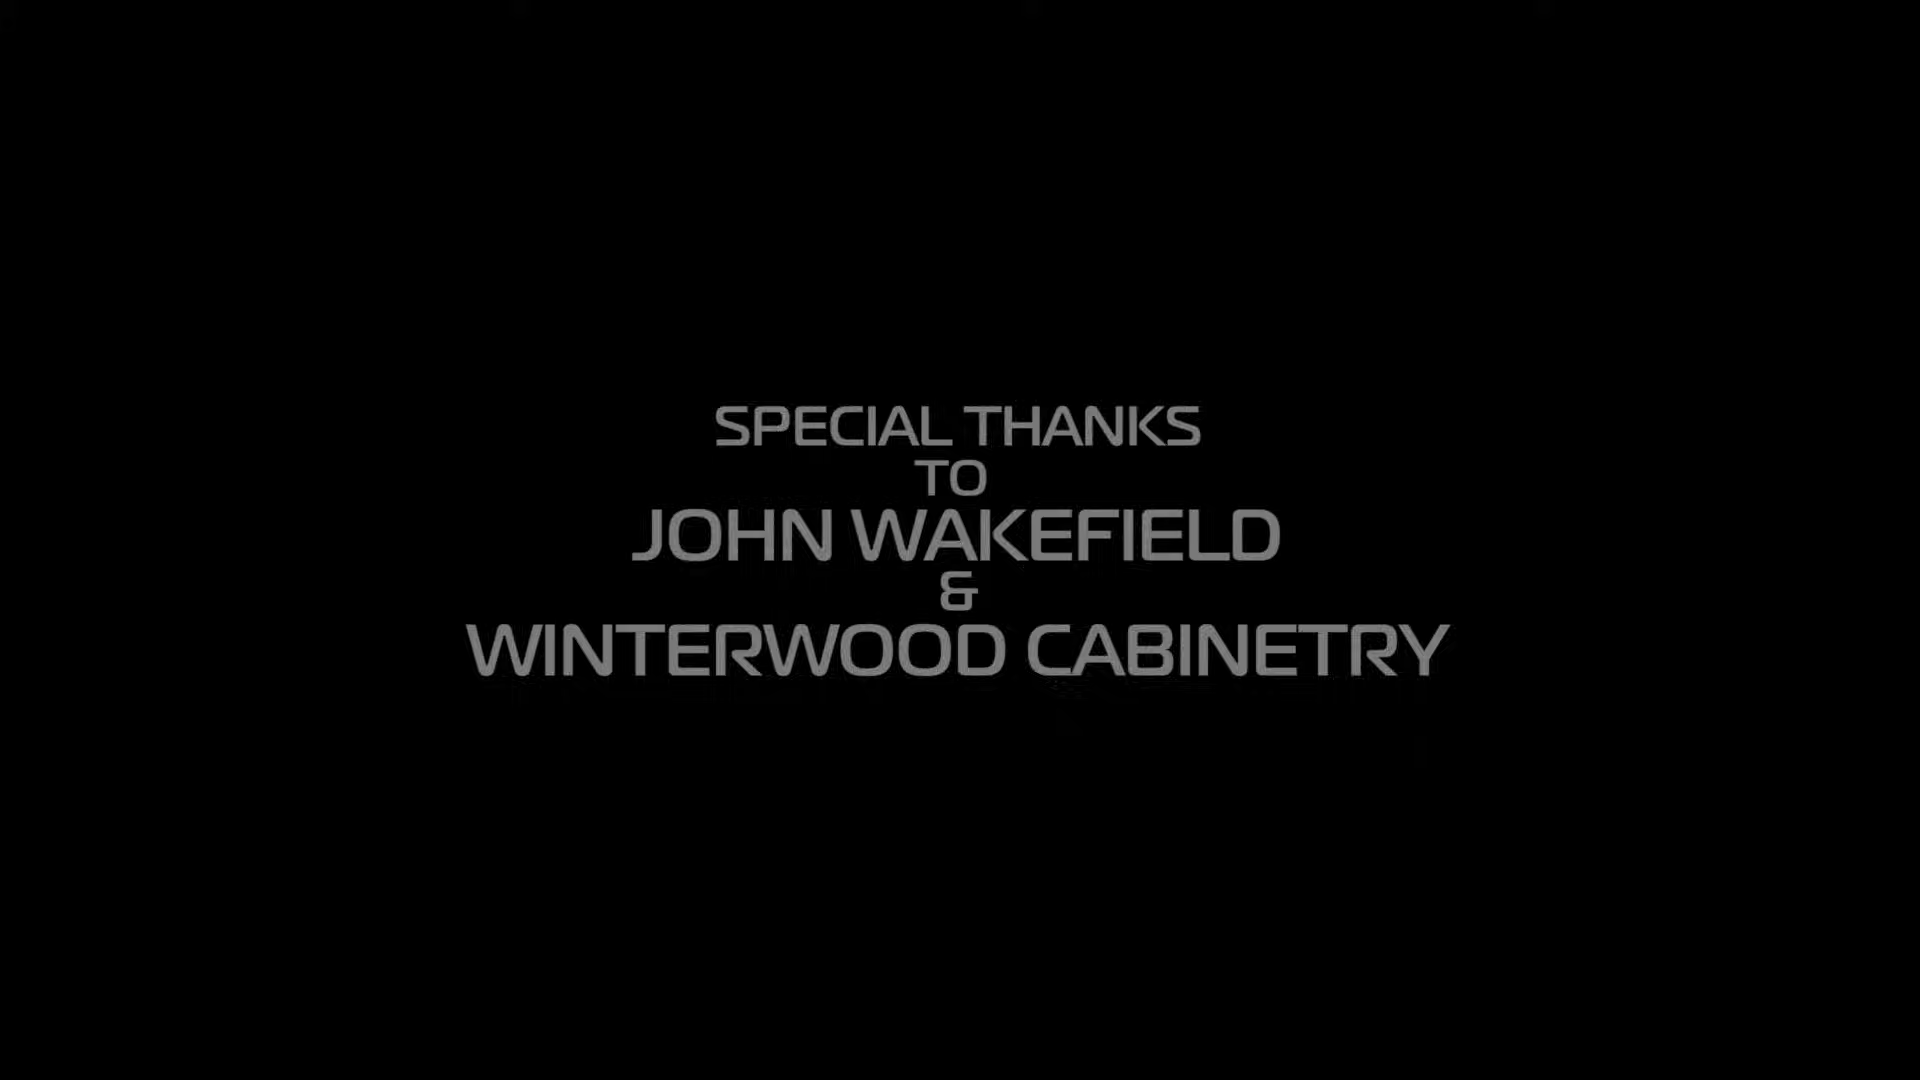 SPECIAL THANKS
TO
JOHN WAKEFIELD
&
WINTERWOOD CABINETRY